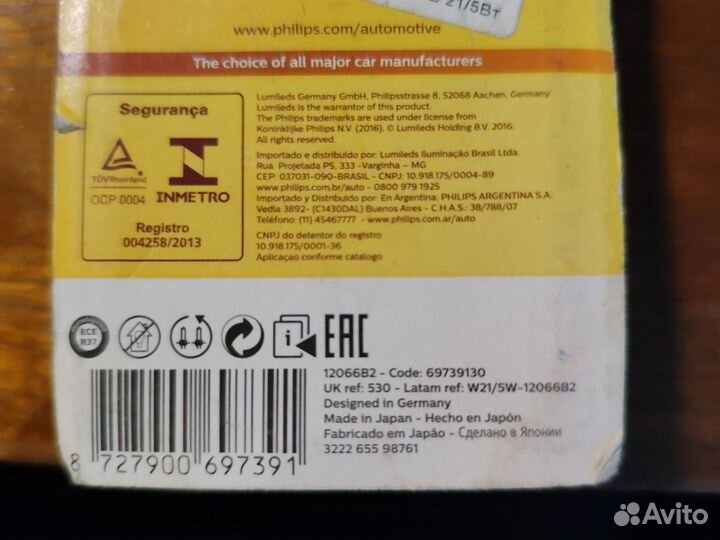 21/5Вт
www.philips.com/automotive
The choice of all major car manufacturers
Segurança
TÜVRheinland
OCP 0004
INMETRO
Registro
004258/2013
Lumileds Germany GmbH, Philipsstrasse 8, 52068 Aachen, Germany
Lumileds is the warrantor of this product.
The Philips trademarks are used under license from
Koninklijke Philips N.V. (2016). © Lumileds Holding B.V. 2016.
All rights reserved.
Importado e distribuido por: Lumileds Iluminação Brasil Ltda.
Rua Projetada PS, 333 -Varginha – MG
CEP: 037031-090-BRASIL - CNPJ: 10.918.175/0004-89
www.philips.com.br/auto - 0800 979 1925
Importado y Distribuido por: En Argentina: PHILIPS ARGENTINA S.A.
Vedia 3892- (C1430DAL) Buenos Aires - C.H.A.S.: 38/788/07
Teléfono: (11) 45467777 - www.philips.com.ar/auto
CNPJ do detentor do registro
10.918.175/0001-36
Aplicaçao conforme catalogo
ECE
R37
EAC
12066B2 - Code: 69739130
UK ref: 530 - Latam ref: W21/5W-12066B2
Designed in Germany
Made in Japan - Hecho en Japón
Fabricado em Japão - Сделано в Японии
3222 655 98761
8 727900 697391
Avito